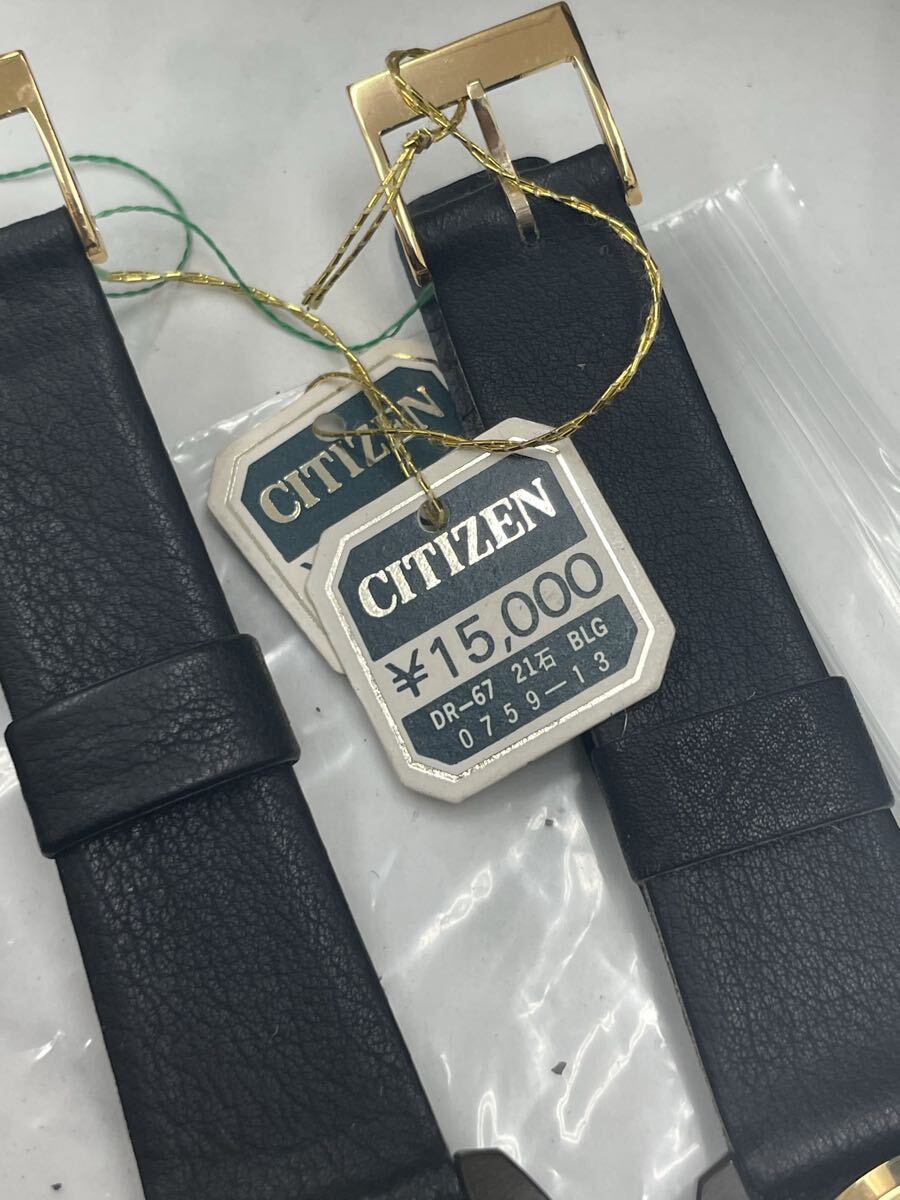 CITIZEN
CITIZEN
¥15,000
DR-67 21石 BLG
0759-13